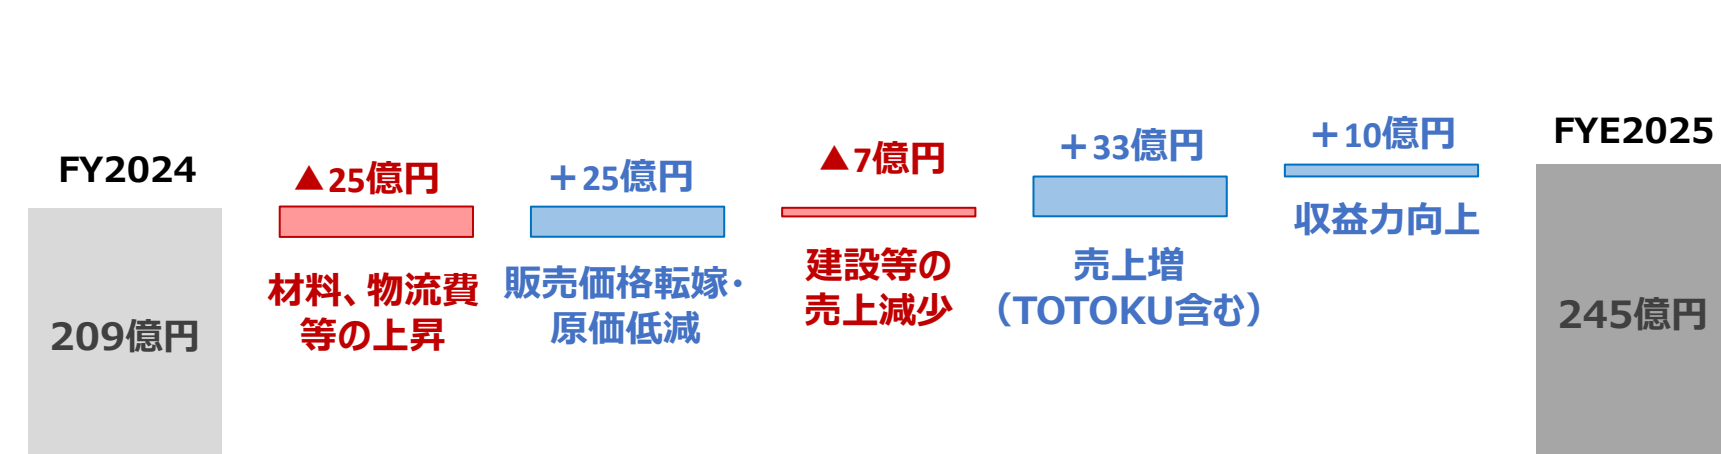 FY2024
209億円
▲25億円
材料、物流費
等の上昇
＋25億円
販売価格転嫁・
原価低減
▲7億円
建設等の
売上減少
＋33億円
売上増
（TOTOKU含む）
＋10億円
収益力向上
FYE2025
245億円